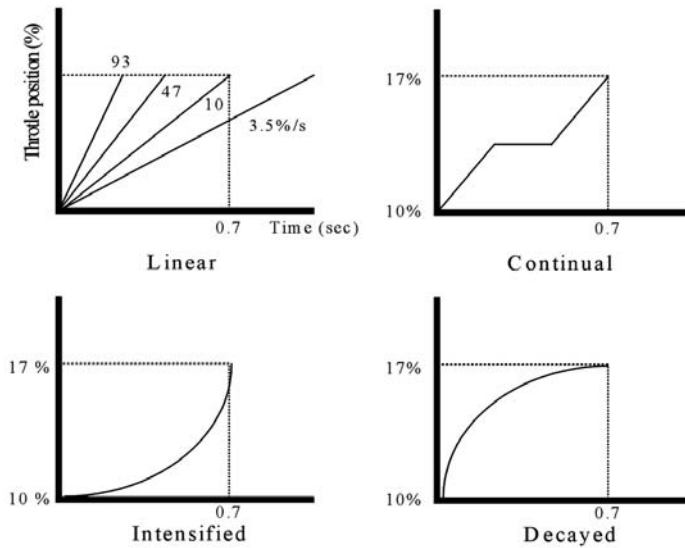 Throttle position (%)
93
47
10
3.5%/s
0.7
Time (sec)
Linear
17%
10%
0.7
Continual
17 %
10 %
0.7
Intensified
17%
10%
0.7
Decayed